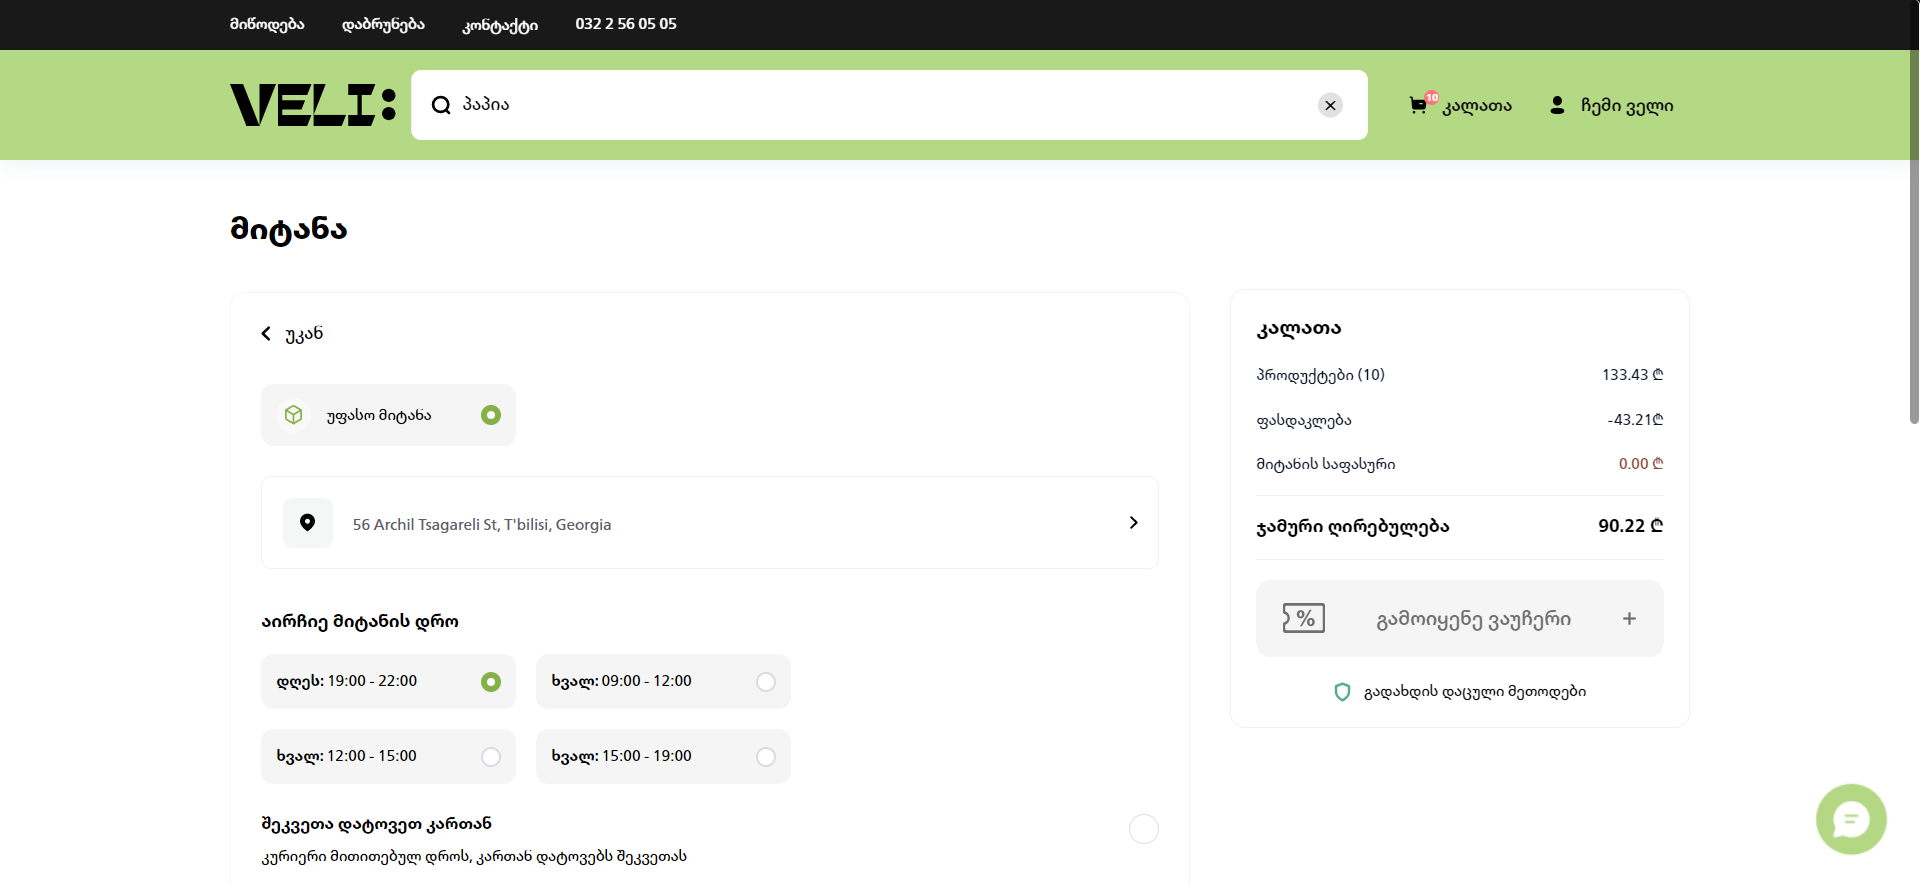 მიწოდება დაბრუნება კონტაქტი 032 2 56 05 05
VELI: პაპია 10 კალათა ჩემი ველი
მიტანა
უკან
უფასო მიტანა
56 Archil Tsagareli St, T'bilisi, Georgia
აირჩიე მიტანის დრო
დღეს: 19:00 - 22:00
ხვალ: 09:00 - 12:00
ხვალ: 12:00 - 15:00
ხვალ: 15:00 - 19:00
შეკვეთა დატოვეთ კართან
კურიერი მითითებულ დროს, კართან დატოვებს შეკვეთას
კალათა
პროდუქტები (10) 133.43 ₾
ფასდაკლება -43.21₾
მიტანის საფასური 0.00 ₾
ჯამური ღირებულება 90.22 ₾
% გამოიყენე ვაუჩერი +
გადახდის დაცული მეთოდები